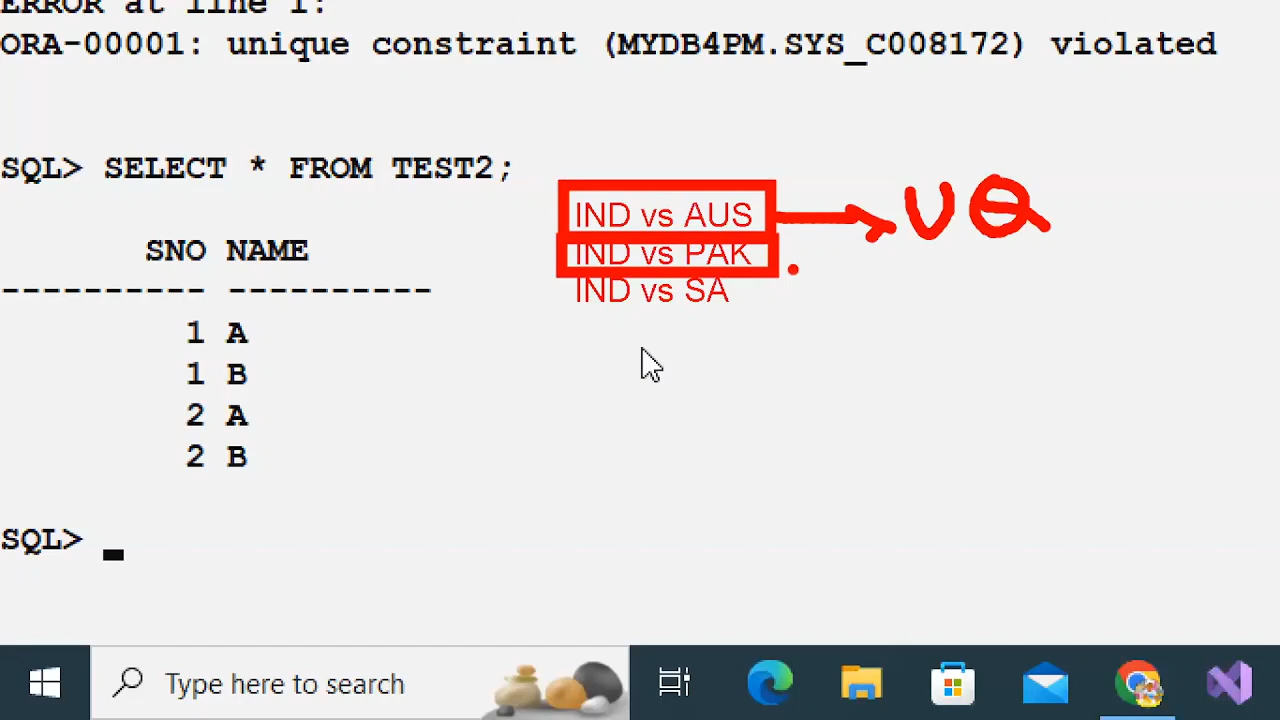 ERROR at line 1:
ORA-00001: unique constraint (MYDB4PM.SYS_C008172) violated
SQL> SELECT * FROM TEST2;
IND vs AUS
UQ
SNO NAME
IND vs PAK
---------- ----------
IND vs SA
1 A
1 B
2 A
2 B
SQL>
Type here to search